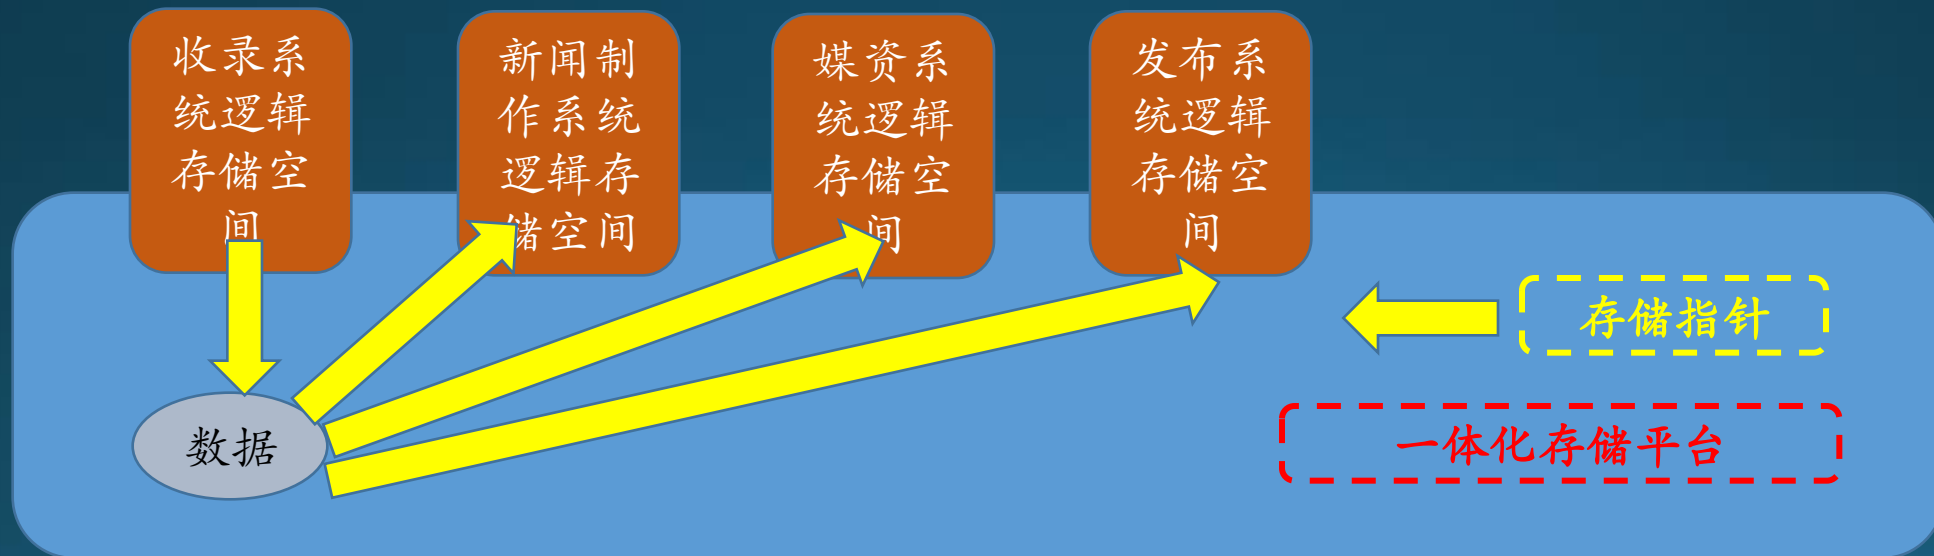 收录系
统逻辑
存储空
间
新闻制
作系统
逻辑存
储空间
媒资系
统逻辑
存储空
间
发布系
统逻辑
存储空
间
存储指针
一体化存储平台
数据